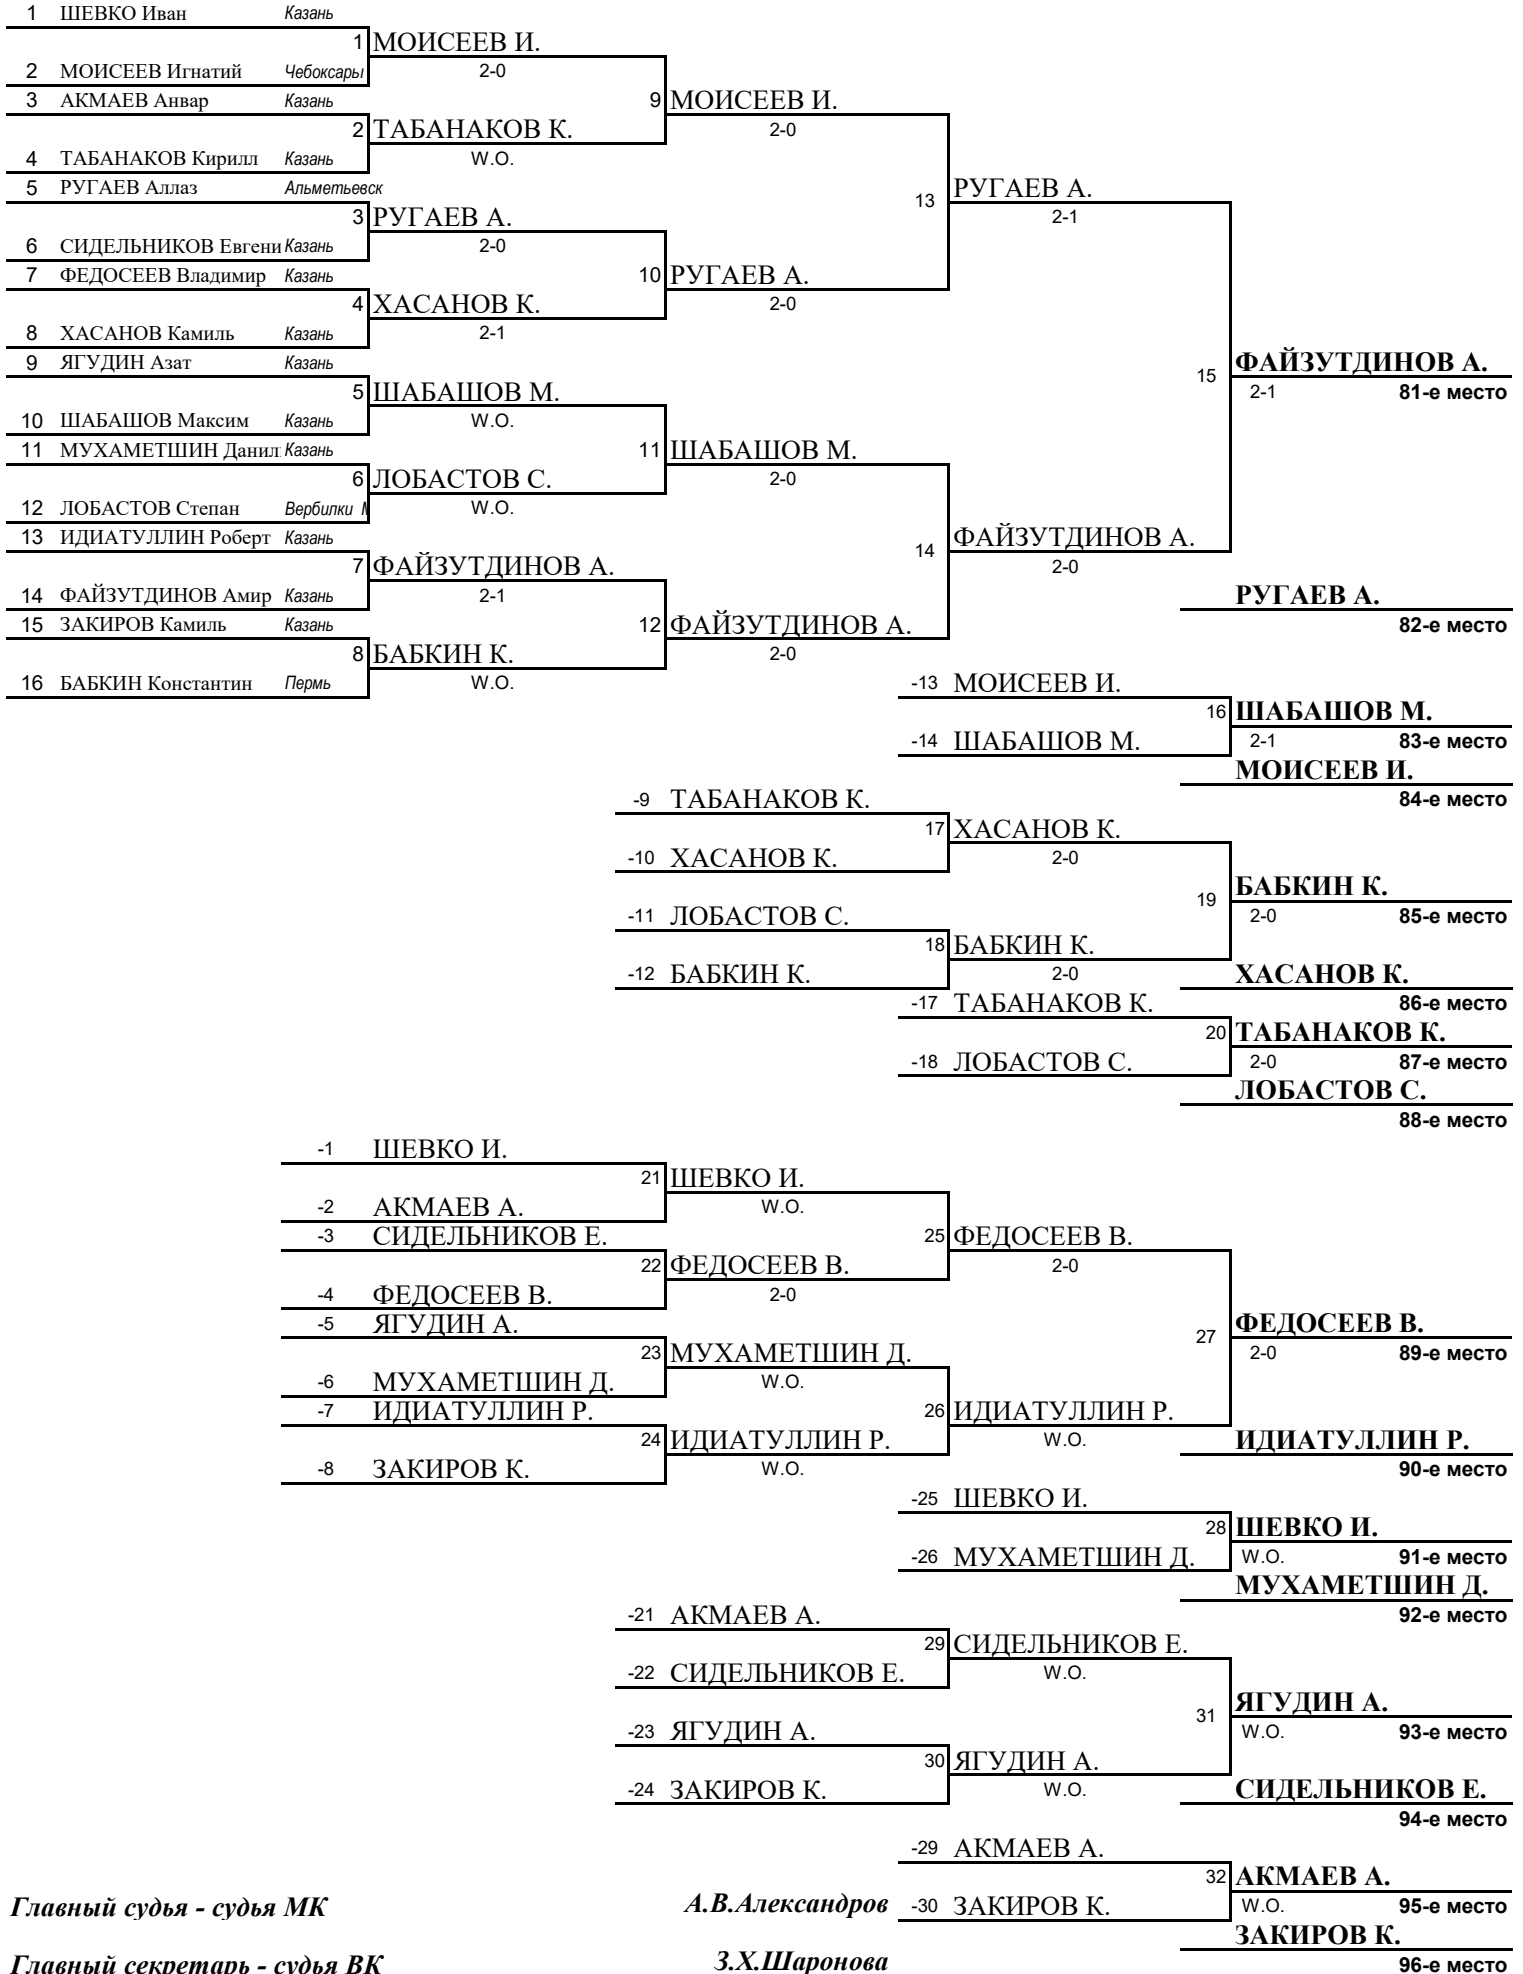 1 ШЕВКО Иван Казань
1 МОИСЕЕВ И.
2 МОИСЕЕВ Игнатий Чебоксары 2-0
3 АКМАЕВ Анвар Казань 9 МОИСЕЕВ И.
2 ТАБАНАКОВ К. 2-0
4 ТАБАНАКОВ Кирилл Казань W.O.
5 РУГАЕВ Аллаз Альметьевск 13 РУГАЕВ А.
3 РУГАЕВ А. 2-1
6 СИДЕЛЬНИКОВ Евгени Казань 2-0
7 ФЕДОСЕЕВ Владимир Казань 10 РУГАЕВ А.
4 ХАСАНОВ К. 2-0
8 ХАСАНОВ Камиль Казань 2-1
9 ЯГУДИН Азат Казань 15 ФАЙЗУТДИНОВ А.
5 ШАБАШОВ М. 2-1 81-е место
10 ШАБАШОВ Максим Казань W.O.
11 МУХАМЕТШИН Данил Казань 11 ШАБАШОВ М.
6 ЛОБАСТОВ С. 2-0
12 ЛОБАСТОВ Степан Вербилки W.O.
13 ИДИАТУЛЛИН Роберт Казань 14 ФАЙЗУТДИНОВ А.
7 ФАЙЗУТДИНОВ А. 2-0
14 ФАЙЗУТДИНОВ Амир Казань 2-1 РУГАЕВ А.
15 ЗАКИРОВ Камиль Казань 12 ФАЙЗУТДИНОВ А. 82-е место
8 БАБКИН К. 2-0
16 БАБКИН Константин Пермь W.O. -13 МОИСЕЕВ И.
16 ШАБАШОВ М.
-14 ШАБАШОВ М. 2-1 83-е место
МОИСЕЕВ И.
-9 ТАБАНАКОВ К. 84-е место
17 ХАСАНОВ К.
-10 ХАСАНОВ К. 2-0
19 БАБКИН К.
-11 ЛОБАСТОВ С. 2-0 85-е место
18 БАБКИН К.
-12 БАБКИН К. 2-0 ХАСАНОВ К.
-17 ТАБАНАКОВ К. 86-е место
20 ТАБАНАКОВ К.
-18 ЛОБАСТОВ С. 2-0 87-е место
ЛОБАСТОВ С.
88-е место
-1 ШЕВКО И.
21 ШЕВКО И.
-2 АКМАЕВ А. W.O.
-3 СИДЕЛЬНИКОВ Е. 25 ФЕДОСЕЕВ В.
22 ФЕДОСЕЕВ В. 2-0
-4 ФЕДОСЕЕВ В. 2-0
-5 ЯГУДИН А. 27 ФЕДОСЕЕВ В.
23 МУХАМЕТШИН Д. 2-0 89-е место
-6 МУХАМЕТШИН Д. W.O.
-7 ИДИАТУЛЛИН Р. 26 ИДИАТУЛЛИН Р.
24 ИДИАТУЛЛИН Р. W.O. ИДИАТУЛЛИН Р.
-8 ЗАКИРОВ К. W.O. 90-е место
-25 ШЕВКО И.
28 ШЕВКО И.
-26 МУХАМЕТШИН Д. W.O. 91-е место
МУХАМЕТШИН Д.
-21 АКМАЕВ А. 92-е место
29 СИДЕЛЬНИКОВ Е.
-22 СИДЕЛЬНИКОВ Е. W.O.
31 ЯГУДИН А.
-23 ЯГУДИН А. W.O. 93-е место
30 ЯГУДИН А.
-24 ЗАКИРОВ К. W.O. СИДЕЛЬНИКОВ Е.
94-е место
-29 АКМАЕВ А.
32 АКМАЕВ А.
Главный судья - судья МК А.В.Александров -30 ЗАКИРОВ К. W.O. 95-е место
ЗАКИРОВ К.
Главный секретарь - судья ВК З.Х.Шаронова 96-е место